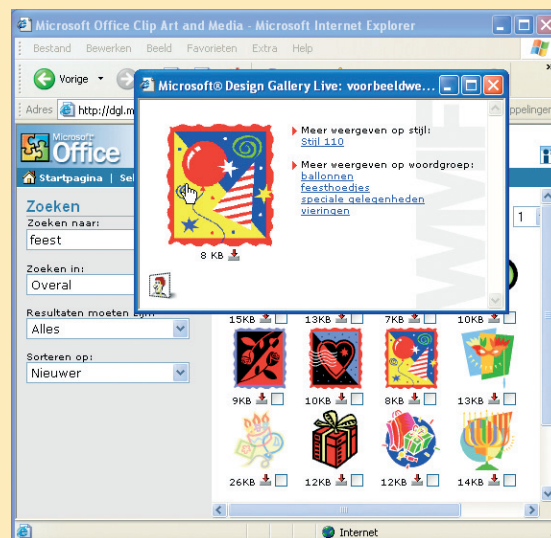 Microsoft Office Clip Art and Media - Microsoft Internet Explorer
Bestand Bewerken Beeld Favorieten Extra Help
Vorige
Microsoft® Design Gallery Live: voorbeeldwe...
Adres http://dgl.m
Meer weergeven op stijl:
Stijl 110
Meer weergeven op woordgroep:
ballonnen
feesthoedjes
speciale gelegenheden
vieringen
8 KB
WMF
Microsoft
Office
Startpagina | Sel
Zoeken
Zoeken naar:
feest
1
Zoeken in:
Overal
Resultaten moeten
Alles
Sorteren op:
Nieuwer
15KB 13KB 7KB 10KB
9KB 10KB 8KB 13KB
26KB 12KB 12KB 14KB
Internet